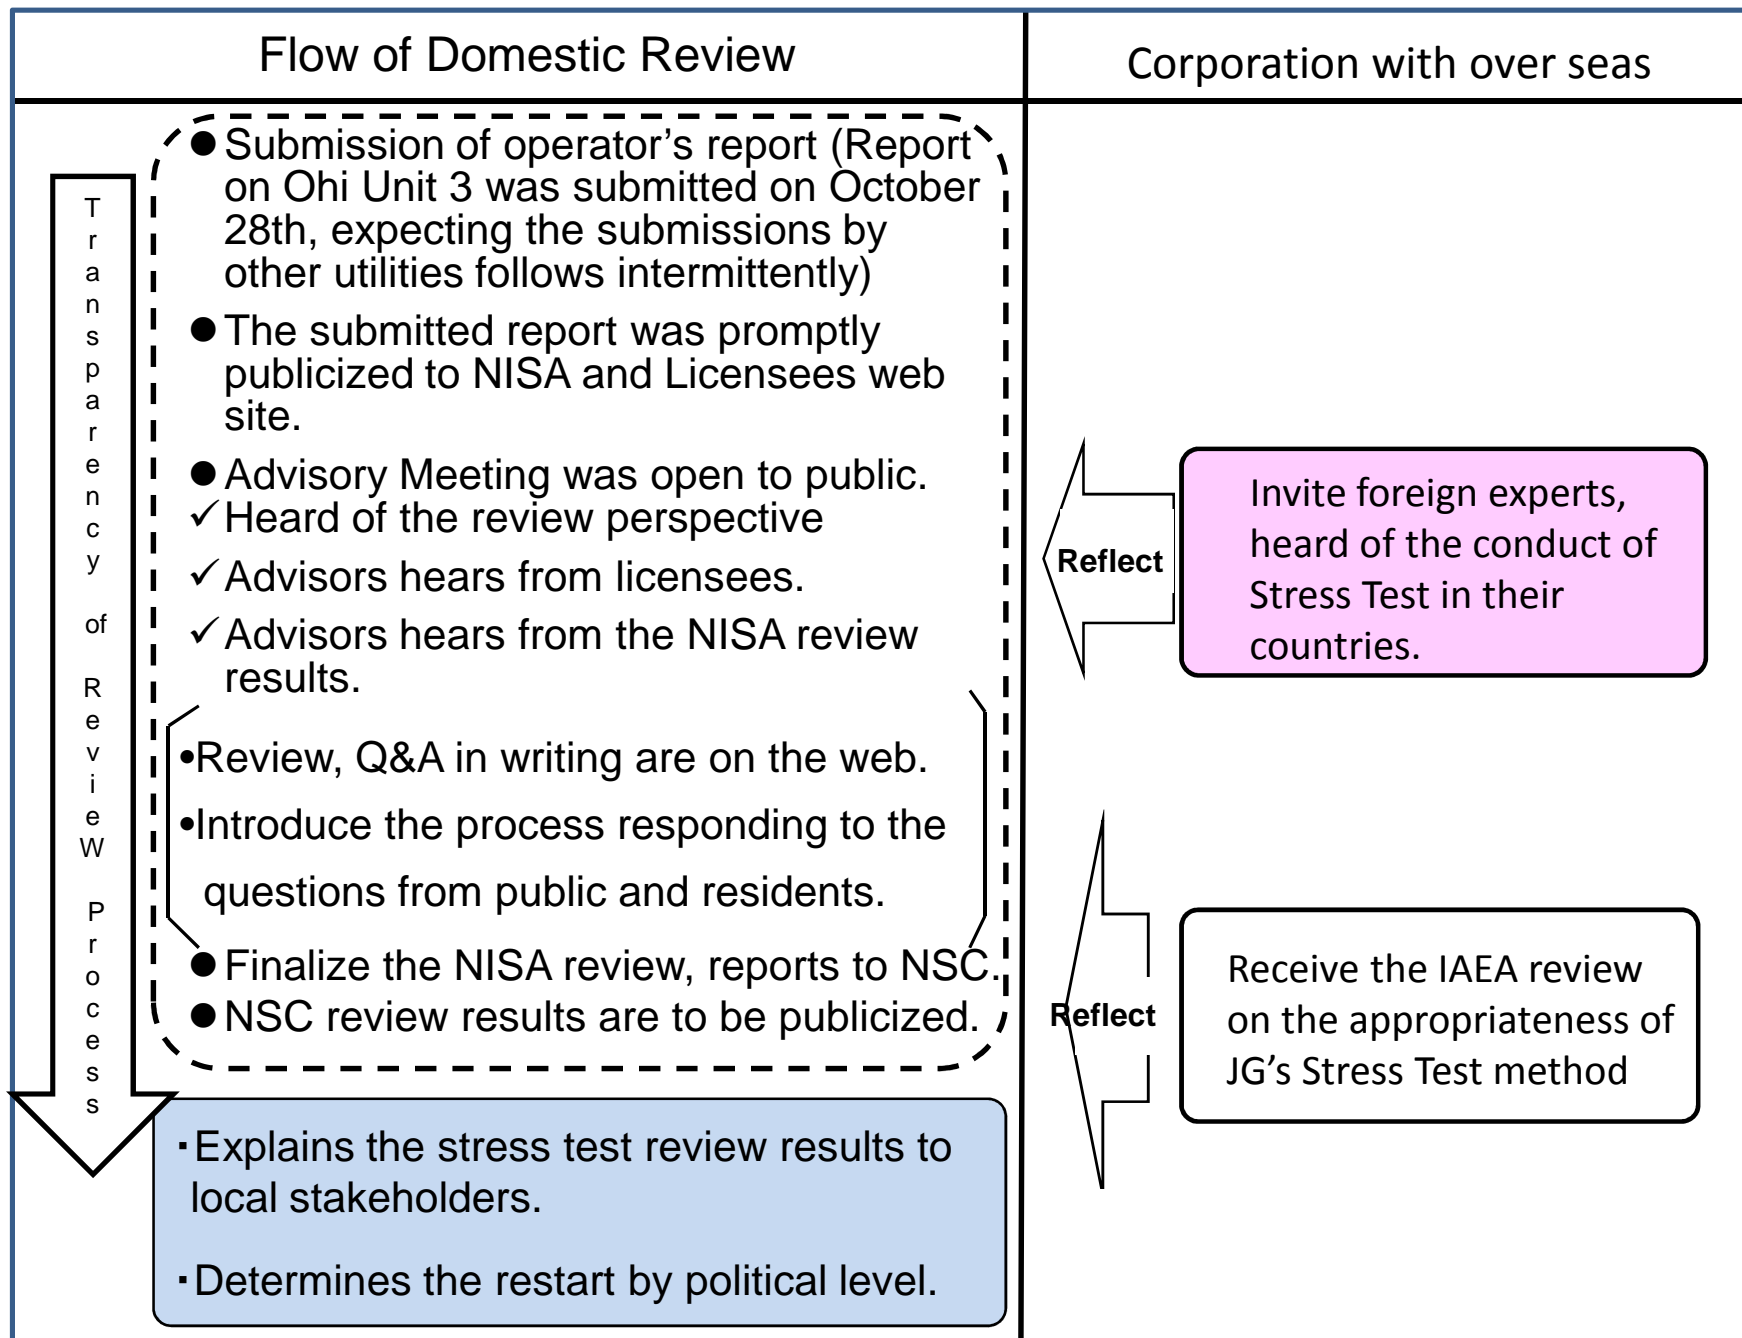 Flow of Domestic Review
Corporation with over seas
Transparency of RevieW Process
●Submission of operator’s report (Report
on Ohi Unit 3 was submitted on October
28th, expecting the submissions by
other utilities follows intermittently)
●The submitted report was promptly
publicized to NISA and Licensees web
site.
●Advisory Meeting was open to public.
✓Heard of the review perspective
✓Advisors hears from licensees.
✓Advisors hears from the NISA review
results.
•Review, Q&A in writing are on the web.
•Introduce the process responding to the
questions from public and residents.
●Finalize the NISA review, reports to NSC.
●NSC review results are to be publicized.
・Explains the stress test review results to
local stakeholders.
・Determines the restart by political level.
Reflect
Invite foreign experts,
heard of the conduct of
Stress Test in their
countries.
Reflect
Receive the IAEA review
on the appropriateness of
JG’s Stress Test method